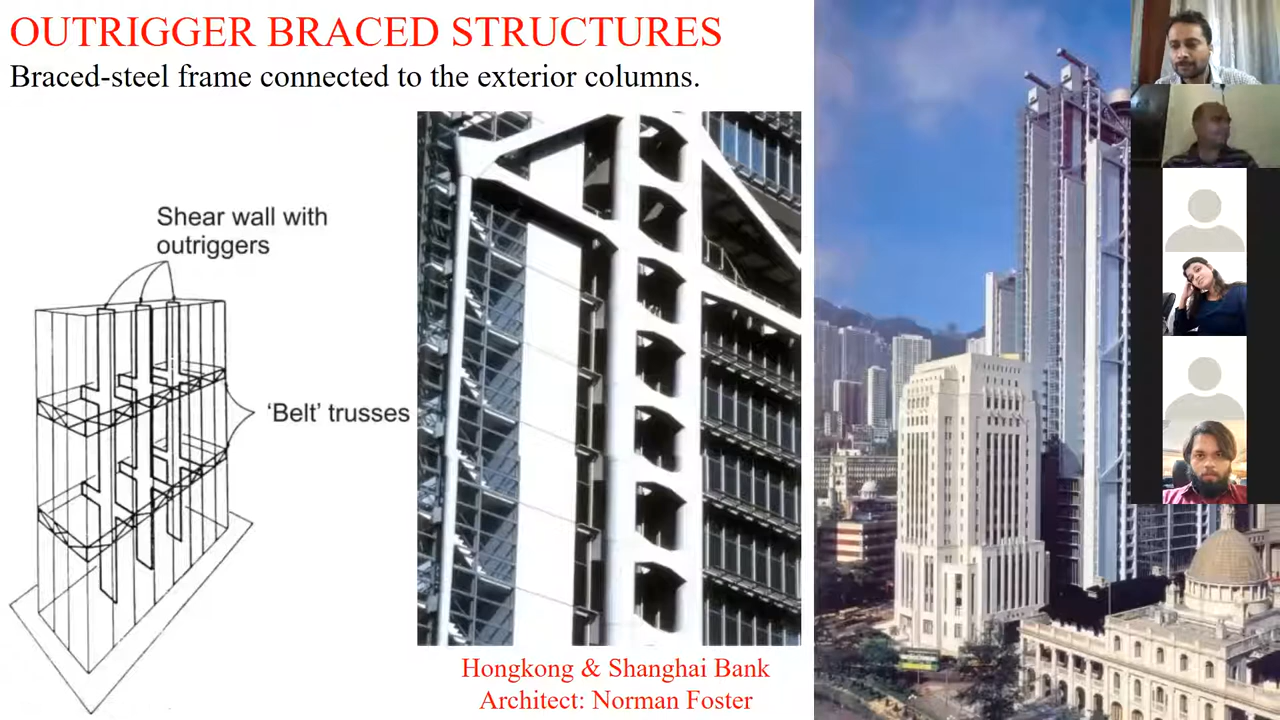 OUTRIGGER BRACED STRUCTURES
Braced-steel frame connected to the exterior columns.
Shear wall with
outriggers
‘Belt’ trusses
Hongkong & Shanghai Bank
Architect: Norman Foster